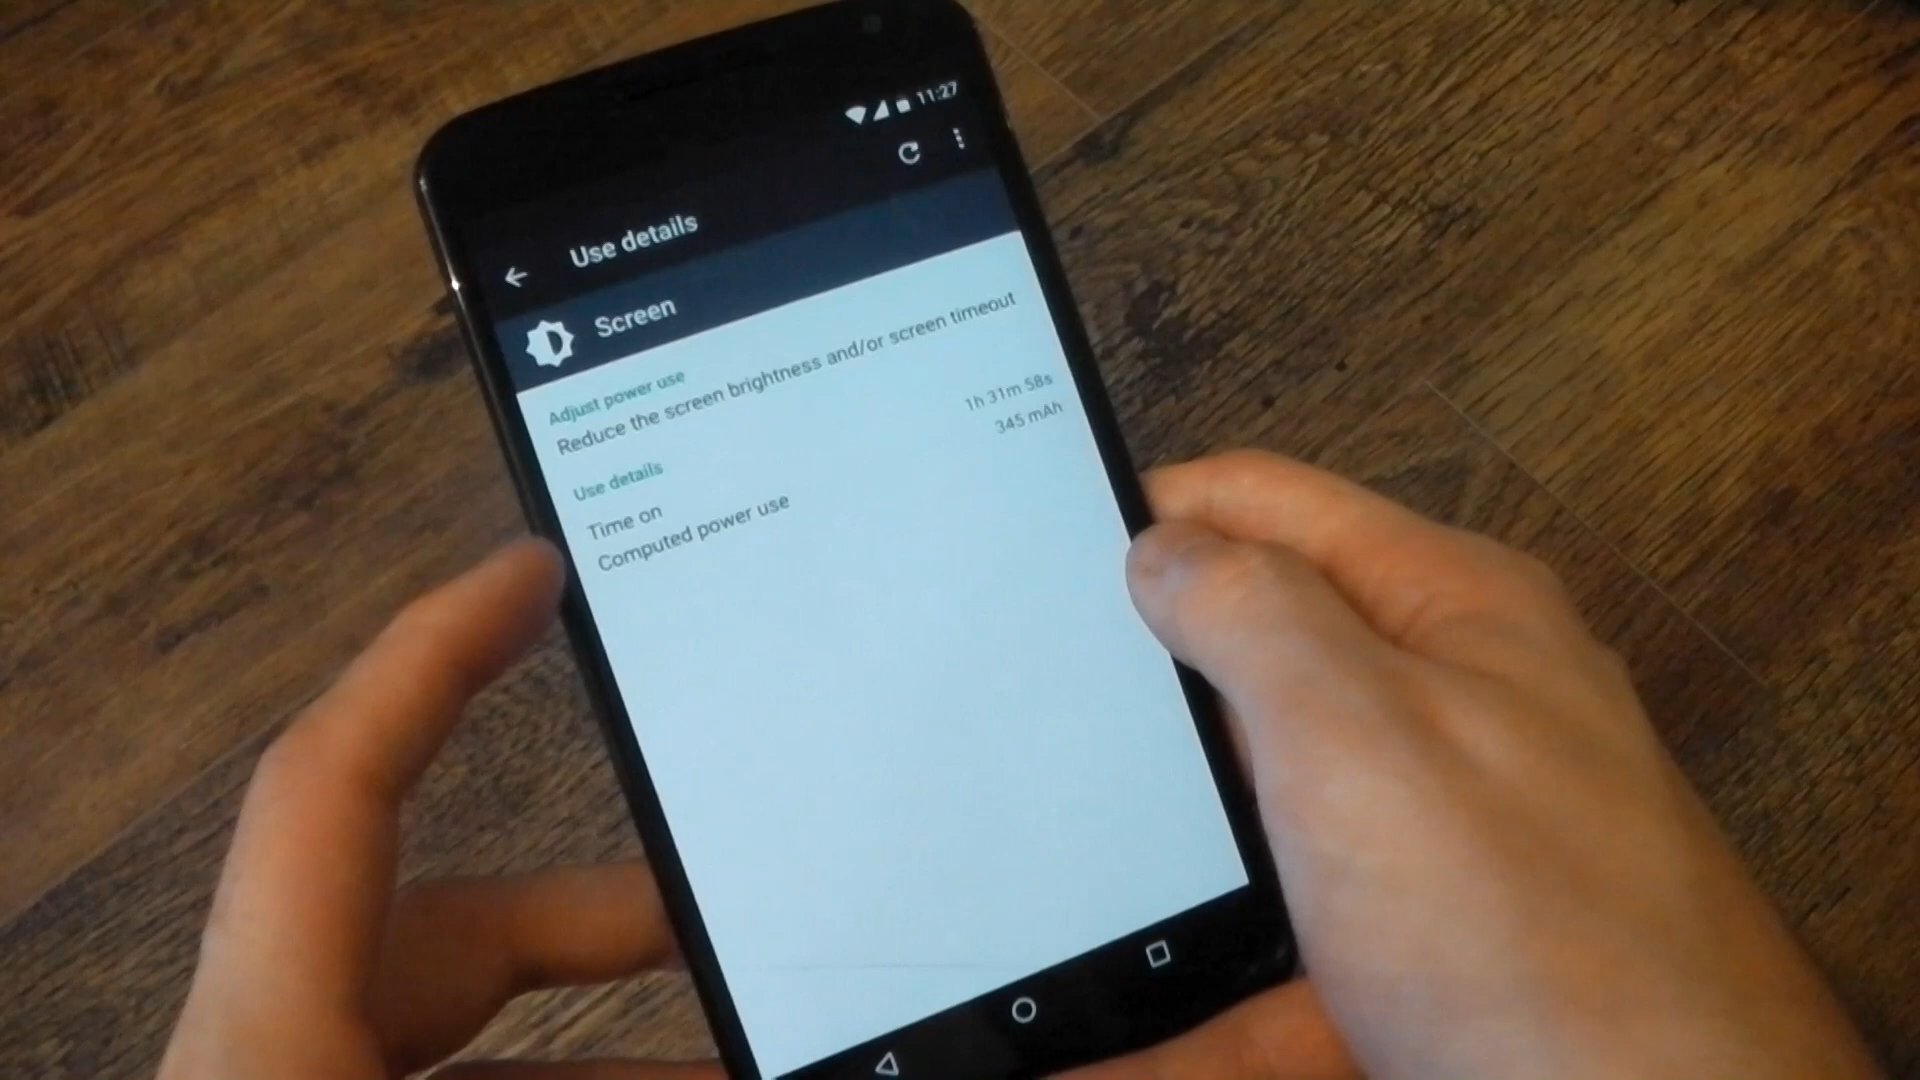 11:27
Use details
Screen
Adjust power use
Reduce the screen brightness and/or screen timeout
Use details
Time on 1h 31m 58s
Computed power use 345 mAh